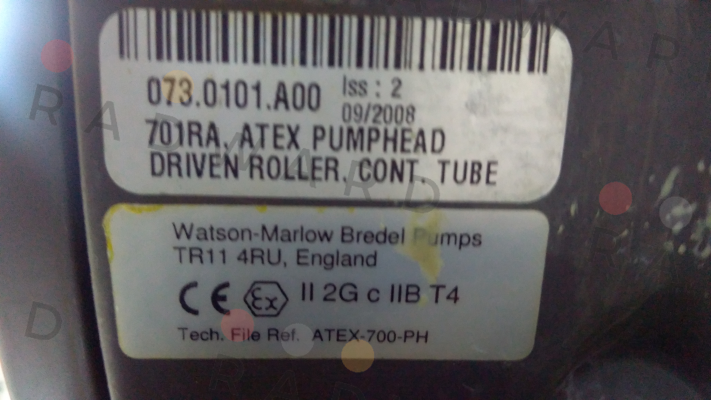 073.0101.A00 Iss : 2
09/2008
701RA, ATEX PUMPHEAD
DRIVEN ROLLER, CONT. TUBE
Watson-Marlow Bredel Pumps
TR11 4RU, England
CE Ex II 2G c IIB T4
Tech. File Ref. ATEX-700-PH
RADWARD